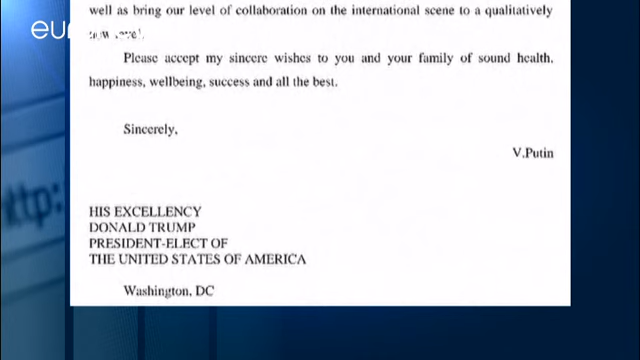 well as bring our level of collaboration on the international scene to a qualitatively
Please accept my sincere wishes to you and your family of sound health,
happiness, wellbeing, success and all the best.
Sincerely,
V.Putin
HIS EXCELLENCY
DONALD TRUMP
PRESIDENT-ELECT OF
THE UNITED STATES OF AMERICA
Washington, DC
http: